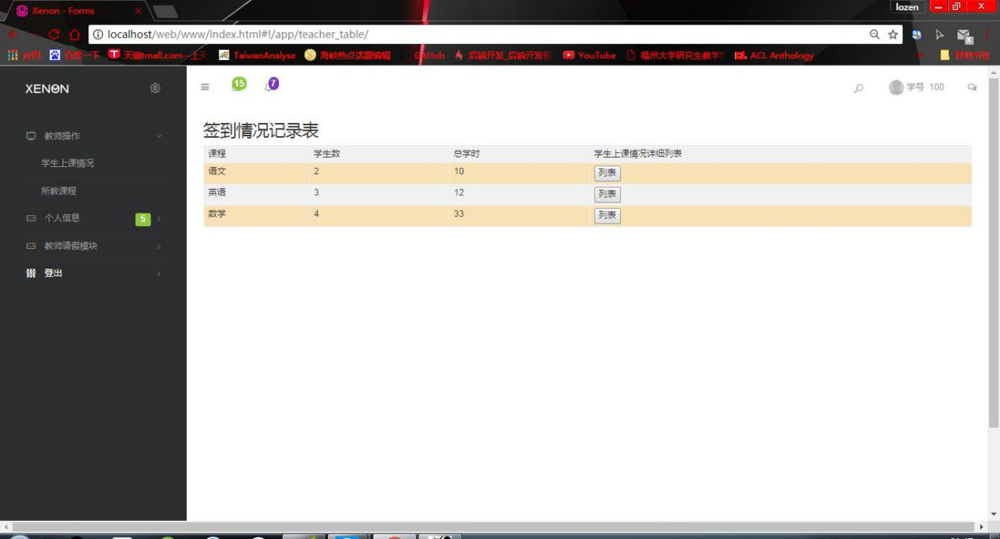 Xenon - Forms
lozen
localhost/web/www/index.html#!/app/teacher_table/
应用 百度一下 天猫tmall.com--上天 TaiwanAnalyse 海峡热点话题编辑 GitHub 后端开发_后端开发报 YouTube 福州大学研究生数学 ACL Anthology 其他书签
XENON
15 7
学号 100
教师操作
学生上课情况
所教课程
个人信息 5
教师请假模块
登出
签到情况记录表
课程 学生数 总学时 学生上课情况详细列表
语文 2 10 列表
英语 3 12 列表
数学 4 33 列表